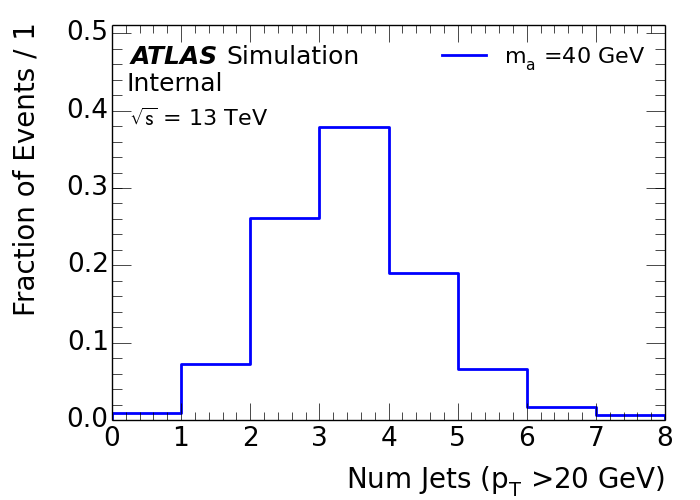 Fraction of Events / 1
0.5
0.4
0.3
0.2
0.1
0.0
ATLAS Simulation
Internal
√s = 13 TeV
mₐ =40 GeV
0 1 2 3 4 5 6 7 8
Num Jets (p_T >20 GeV)